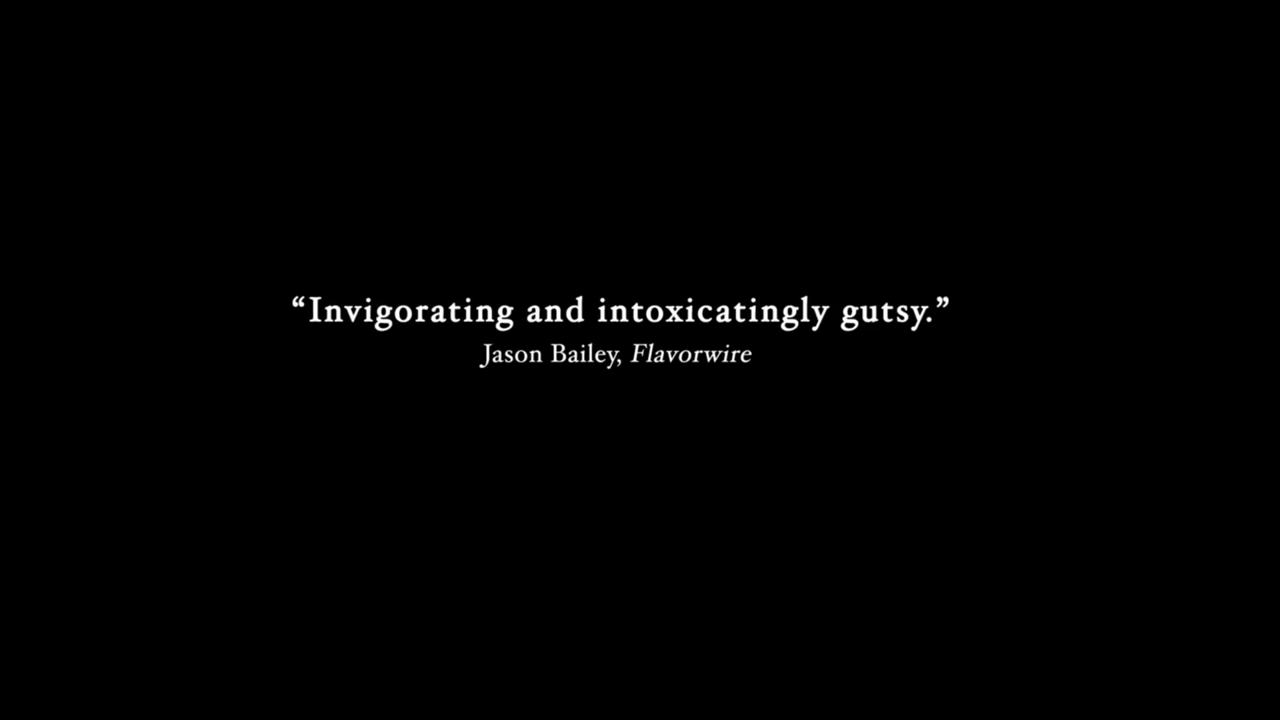 “Invigorating and intoxicatingly gutsy.”
Jason Bailey, Flavorwire